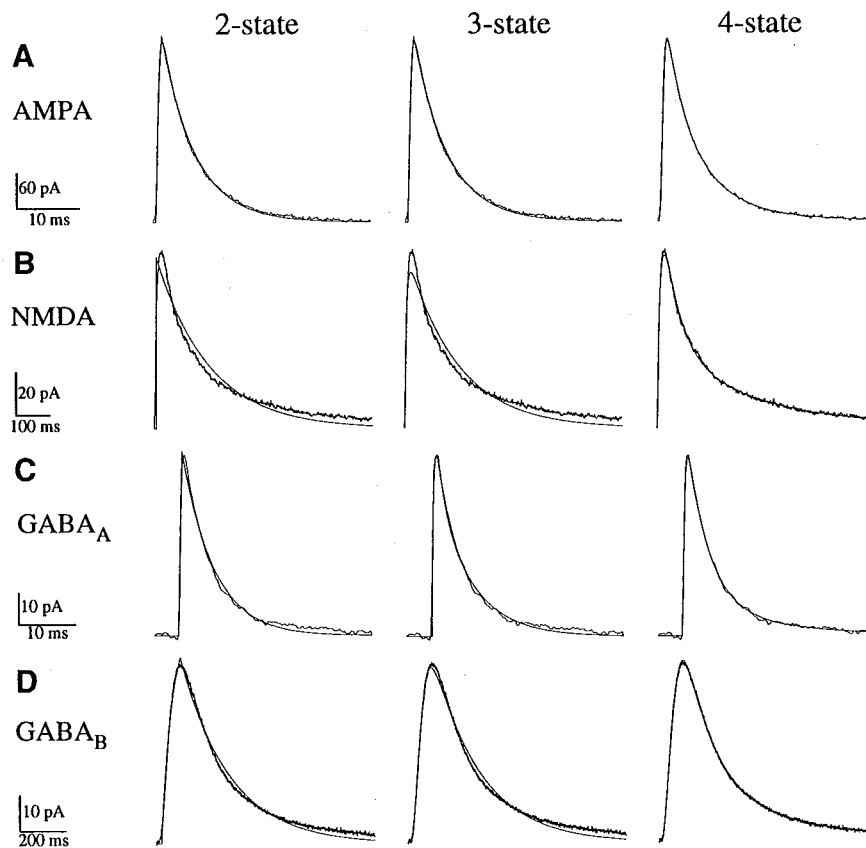 2-state 3-state 4-state
A
AMPA
60 pA
10 ms
B
NMDA
20 pA
100 ms
C
GABA_A
10 pA
10 ms
D
GABA_B
10 pA
200 ms